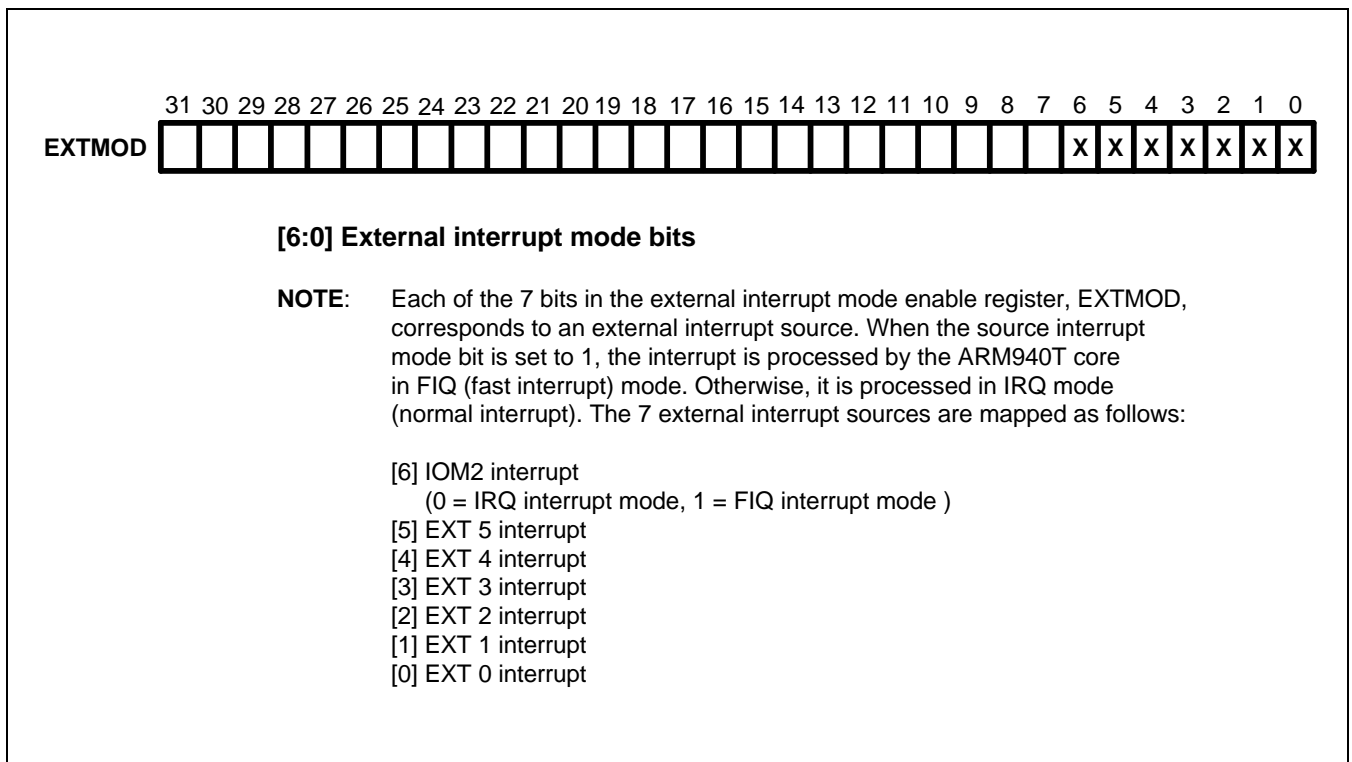 31 30 29 28 27 26 25 24 23 22 21 20 19 18 17 16 15 14 13 12 11 10 9 8 7 6 5 4 3 2 1 0
EXTMOD X X X X X X X
[6:0] External interrupt mode bits
NOTE: Each of the 7 bits in the external interrupt mode enable register, EXTMOD,
corresponds to an external interrupt source. When the source interrupt
mode bit is set to 1, the interrupt is processed by the ARM940T core
in FIQ (fast interrupt) mode. Otherwise, it is processed in IRQ mode
(normal interrupt). The 7 external interrupt sources are mapped as follows:
[6] IOM2 interrupt
(0 = IRQ interrupt mode, 1 = FIQ interrupt mode )
[5] EXT 5 interrupt
[4] EXT 4 interrupt
[3] EXT 3 interrupt
[2] EXT 2 interrupt
[1] EXT 1 interrupt
[0] EXT 0 interrupt